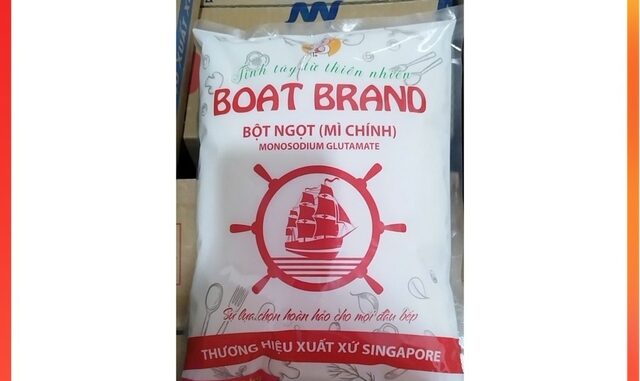 Tinh túy từ thiên nhiên
BOAT BRAND
BỘT NGỌT (MÌ CHÍNH)
MONOSODIUM GLUTAMATE
Sự lựa chọn hoàn hảo cho mọi đầu bếp
THƯƠNG HIỆU XUẤT XỨ SINGAPORE